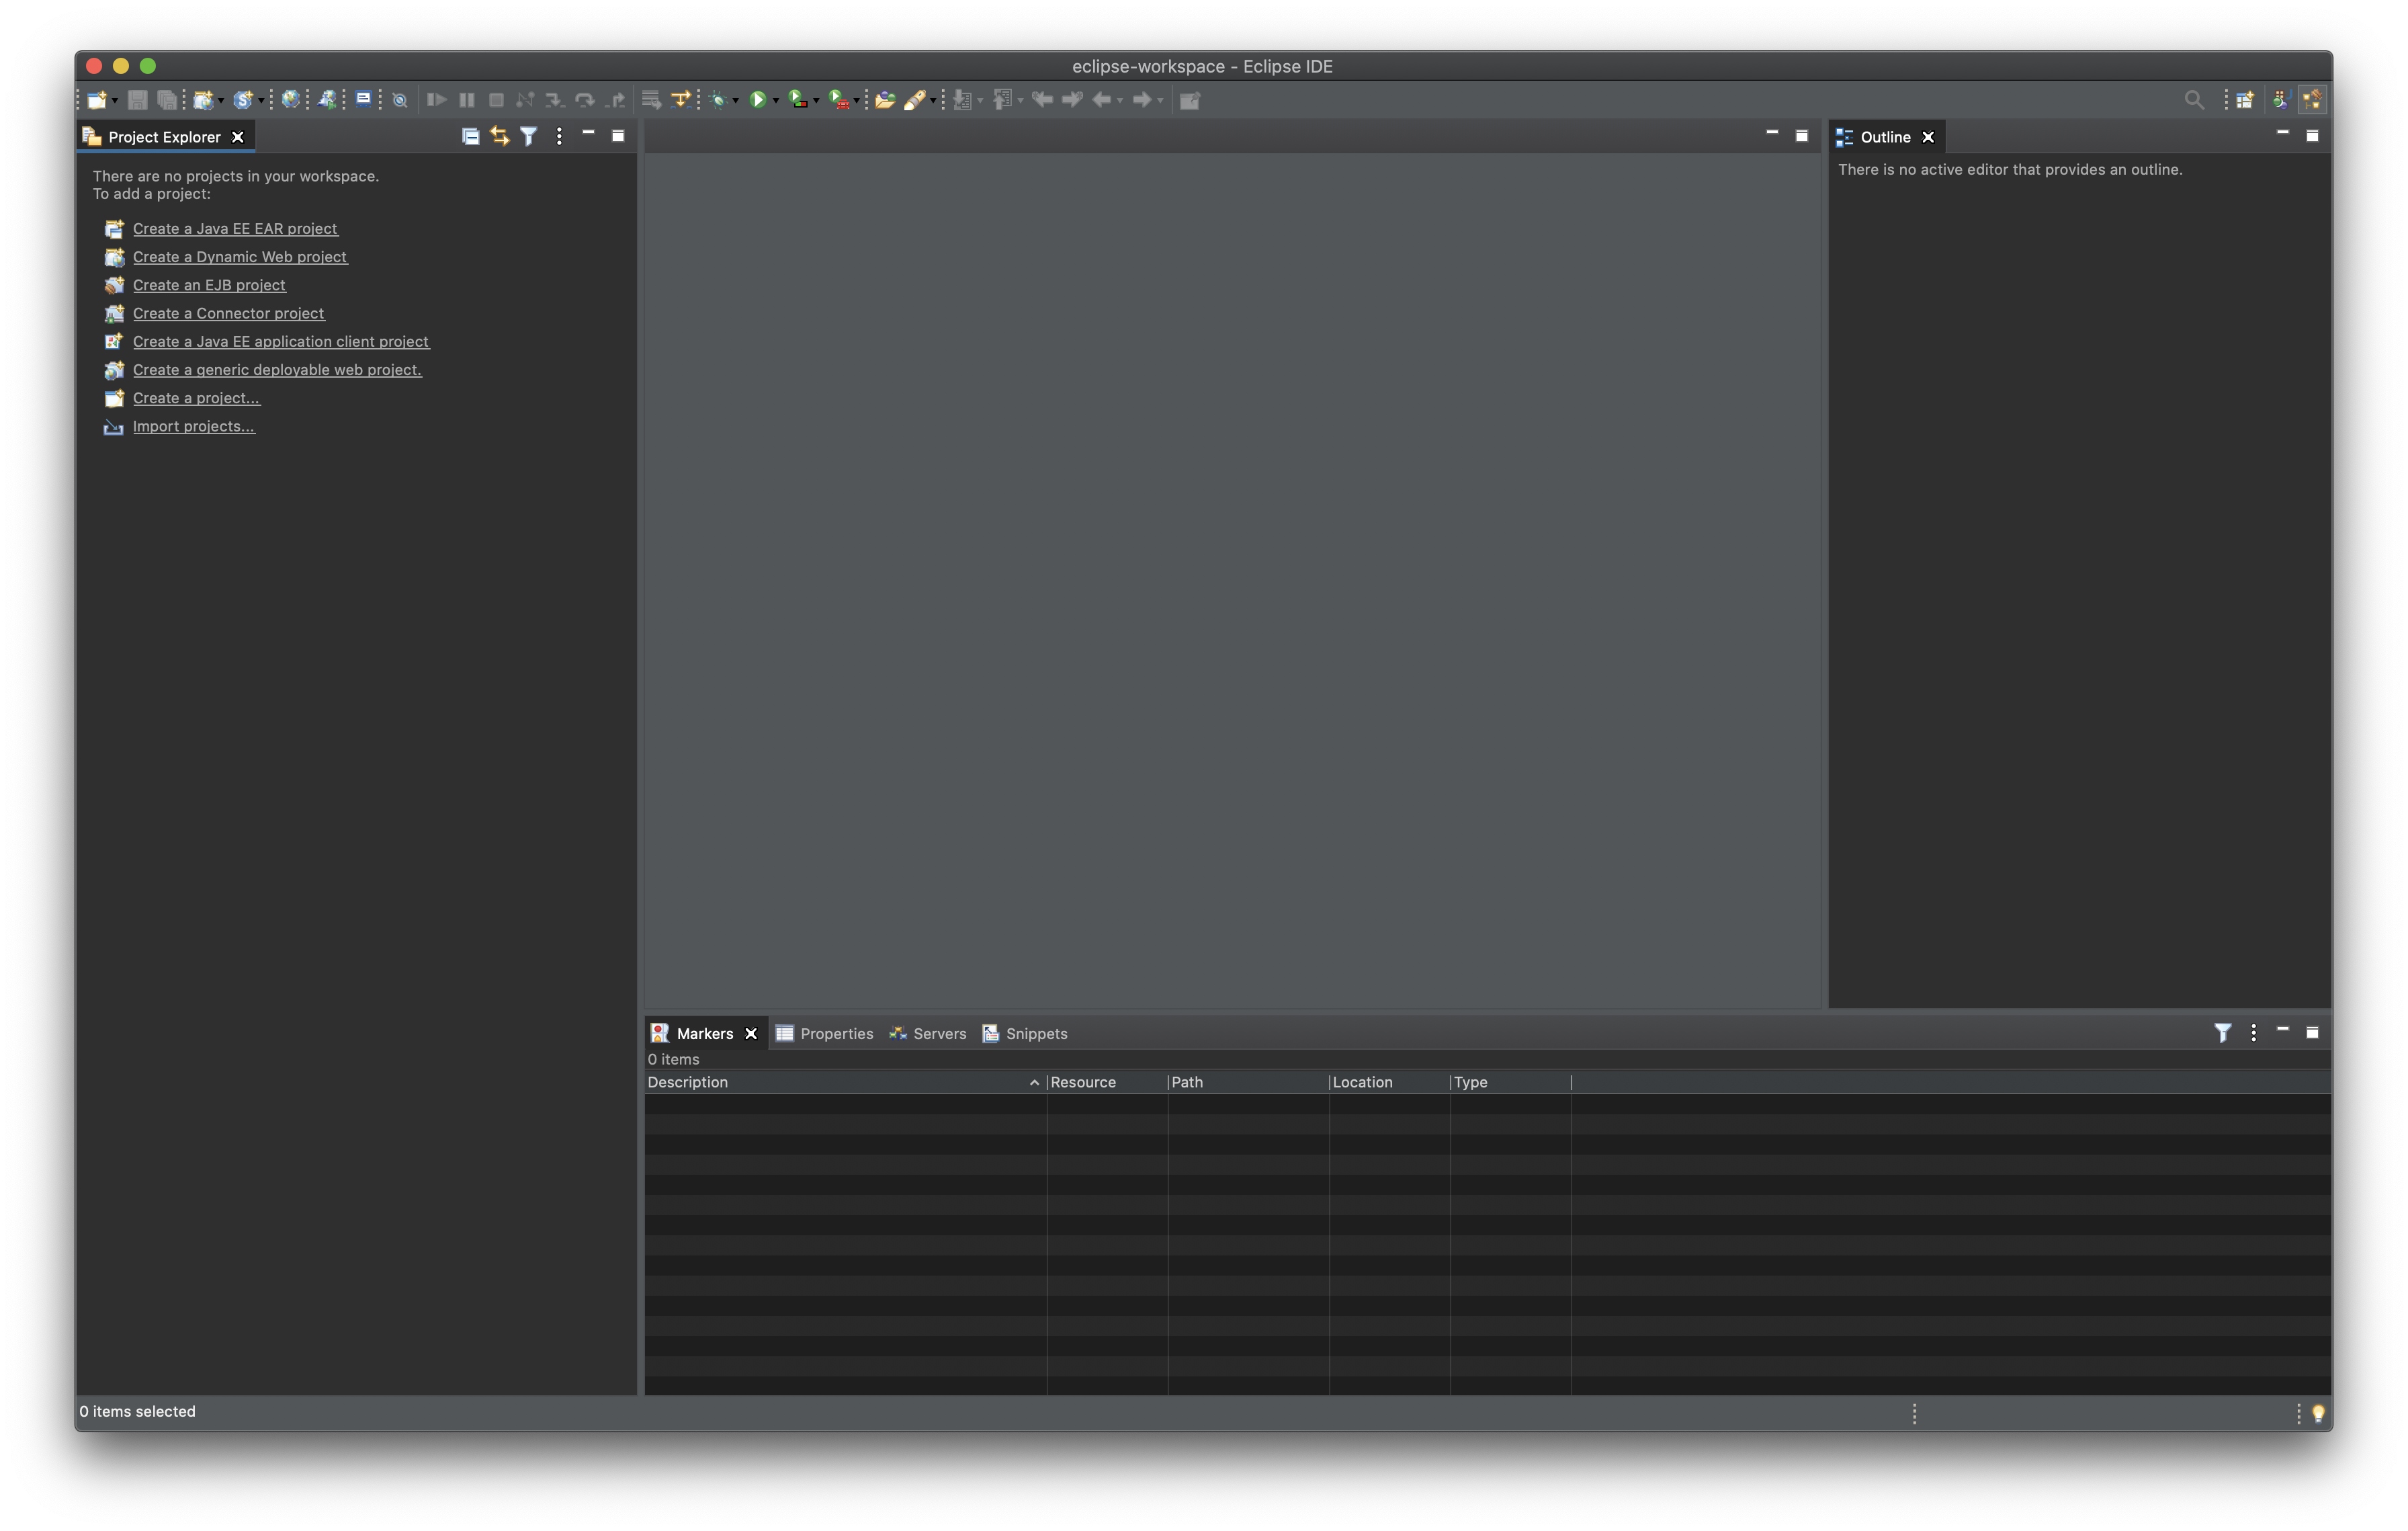 eclipse-workspace - Eclipse IDE
Project Explorer
There are no projects in your workspace.
To add a project:
Create a Java EE EAR project
Create a Dynamic Web project
Create an EJB project
Create a Connector project
Create a Java EE application client project
Create a generic deployable web project.
Create a project...
Import projects...
Outline
There is no active editor that provides an outline.
Markers Properties Servers Snippets
0 items
Description Resource Path Location Type
0 items selected